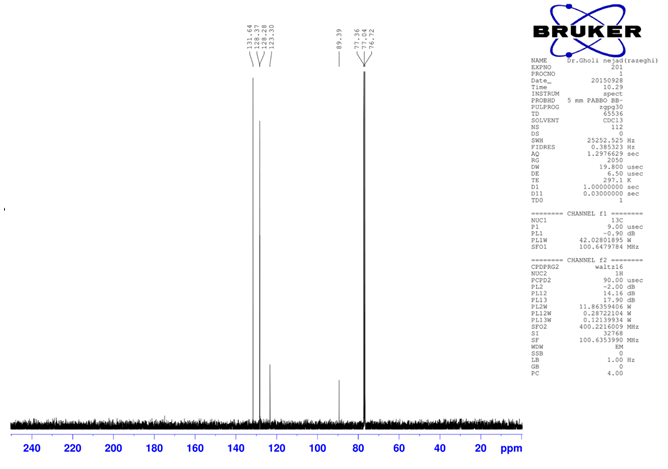 131.64
128.37
128.28
123.30
89.39
77.36
77.04
76.72
BRUKER
NAME Dr.Gholi nejad(razeghi)
EXPNO 201
PROCNO 1
Date_ 20150928
Time 10.29
INSTRUM spect
PROBHD 5 mm PABBO BB-
PULPROG zgpg30
TD 65536
SOLVENT CDCl3
NS 112
DS 0
SWH 25252.525 Hz
FIDRES 0.385323 Hz
AQ 1.2976629 sec
RG 2050
DW 19.800 usec
DE 6.50 usec
TE 297.1 K
D1 1.00000000 sec
D11 0.03000000 sec
TD0 1
======== CHANNEL f1 ========
NUC1 13C
P1 9.00 usec
PL1 -0.90 dB
PL1W 42.02801895 W
SFO1 100.6479784 MHz
======== CHANNEL f2 ========
CPDPRG2 waltz16
NUC2 1H
PCPD2 90.00 usec
PL2 -2.00 dB
PL12 14.16 dB
PL13 17.90 dB
PL2W 11.86359406 W
PL12W 0.28722104 W
PL13W 0.12139934 W
SFO2 400.2216009 MHz
SI 32768
SF 100.6353990 MHz
WDW EM
SSB 0
LB 1.00 Hz
GB 0
PC 4.00
240 220 200 180 160 140 120 100 80 60 40 20 ppm